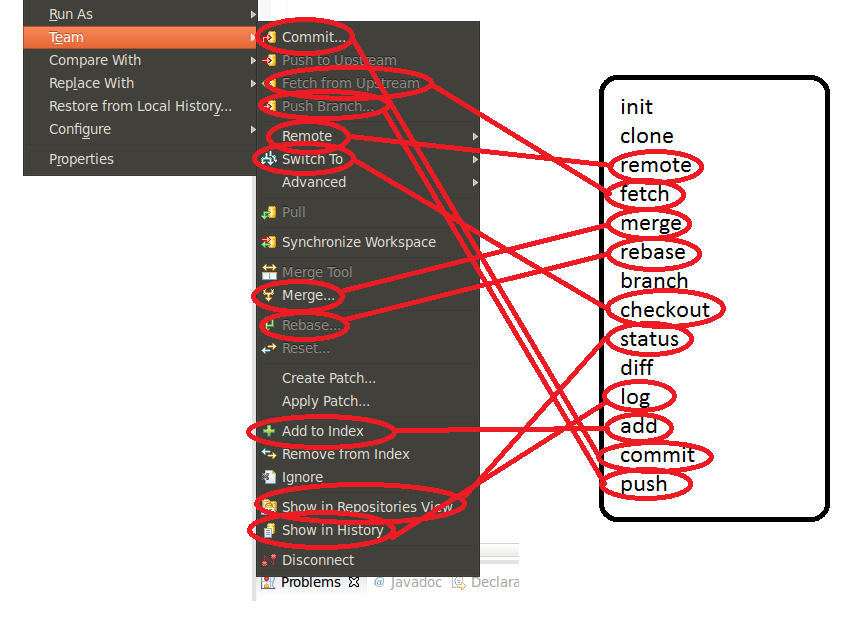 Run As
Team
Compare With
Replace With
Restore from Local History...
Configure
Properties
Commit...
Push to Upstream
Fetch from Upstream
Push Branch...
Remote
Switch To
Advanced
Pull
Synchronize Workspace
Merge Tool
Merge...
Rebase...
Reset...
Create Patch...
Apply Patch...
Add to Index
Remove from Index
Ignore
Show in Repositories View
Show in History
Disconnect
Problems @ Javadoc Declara
init
clone
remote
fetch
merge
rebase
branch
checkout
status
diff
log
add
commit
push